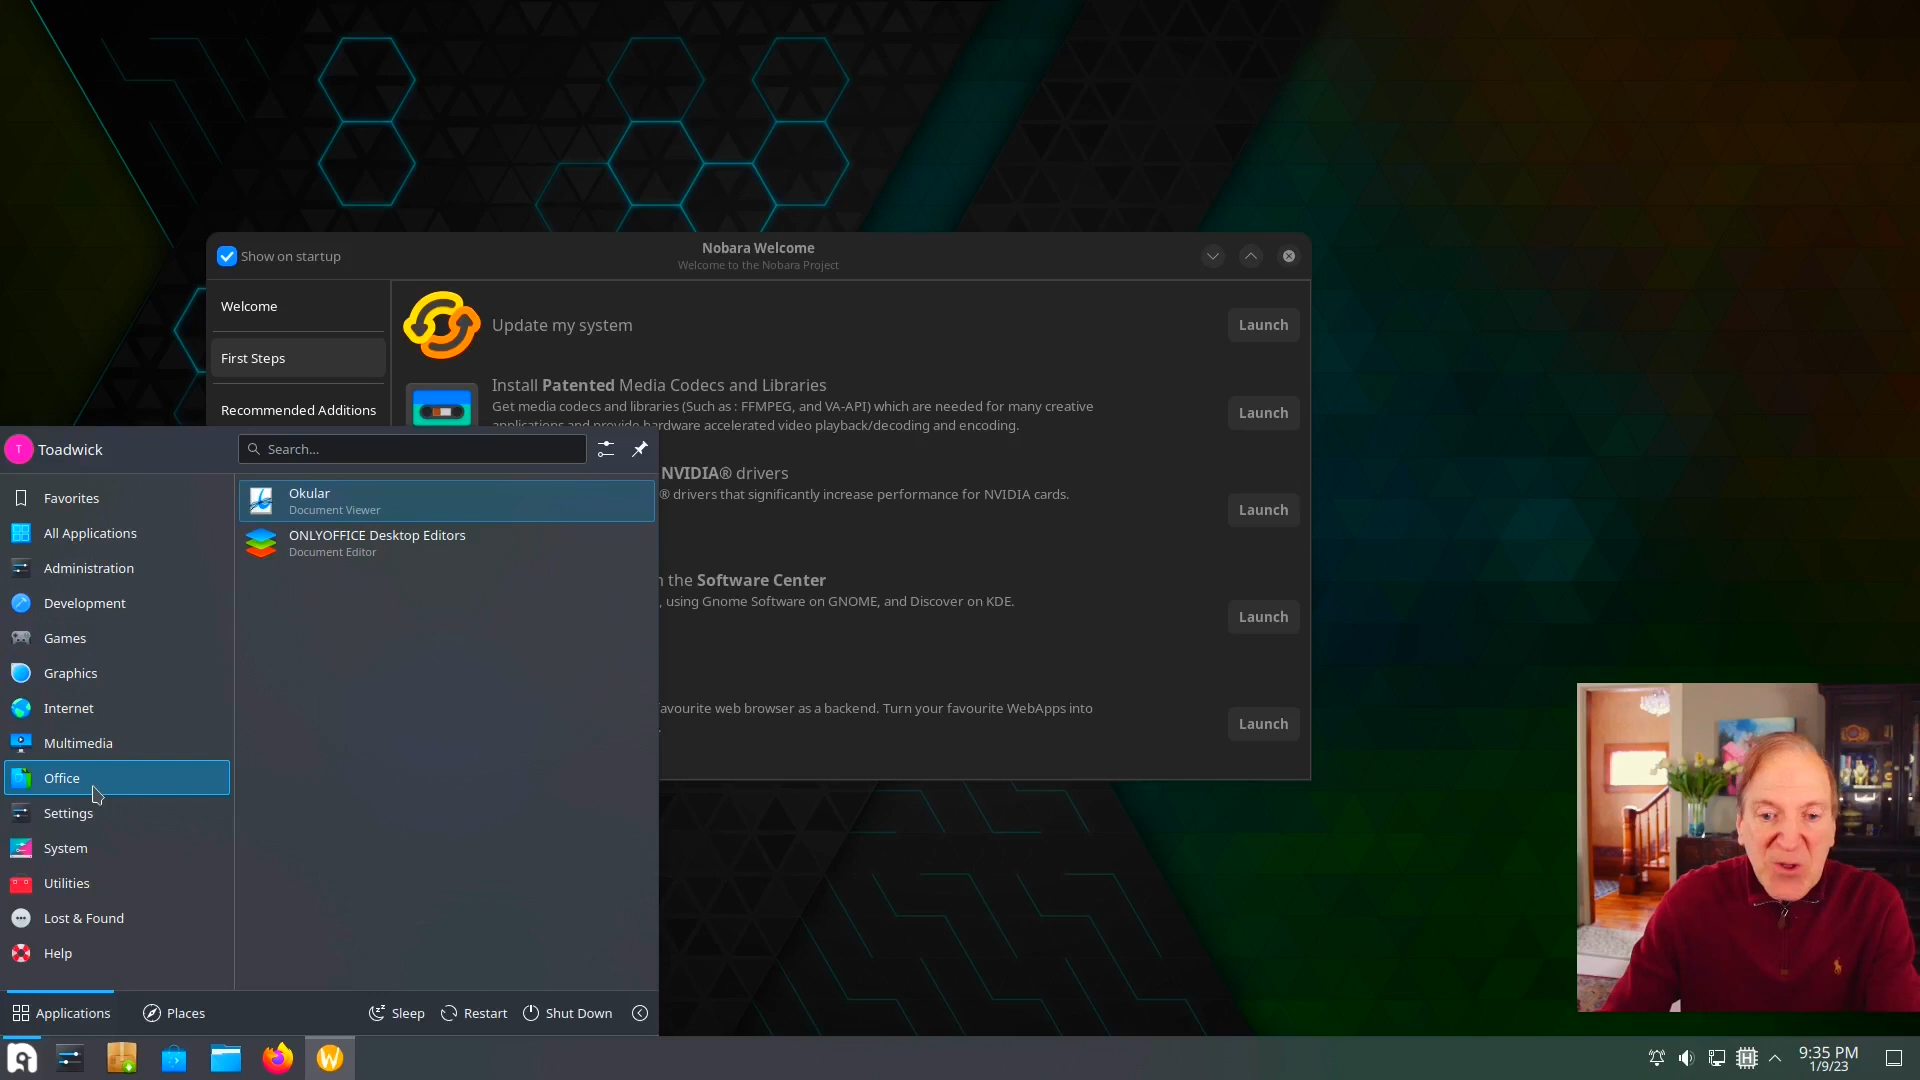 Show on startup
Nobara Welcome
Welcome to the Nobara Project
Welcome
First Steps
Recommended Additions
Update my system
Launch
Install Patented Media Codecs and Libraries
Get media codecs and libraries (Such as : FFMPEG, and VA-API) which are needed for many creative
applications and provide hardware accelerated video playback/decoding and encoding.
Launch
NVIDIA® drivers
® drivers that significantly increase performance for NVIDIA cards.
Launch
the Software Center
, using Gnome Software on GNOME, and Discover on KDE.
Launch
favourite web browser as a backend. Turn your favourite WebApps into
Launch
T
Toadwick
Search...
Favorites
All Applications
Administration
Development
Games
Graphics
Internet
Multimedia
Office
Settings
System
Utilities
Lost & Found
Help
Okular
Document Viewer
ONLYOFFICE Desktop Editors
Document Editor
Applications
Places
Sleep
Restart
Shut Down
W
H
9:35 PM
1/9/23